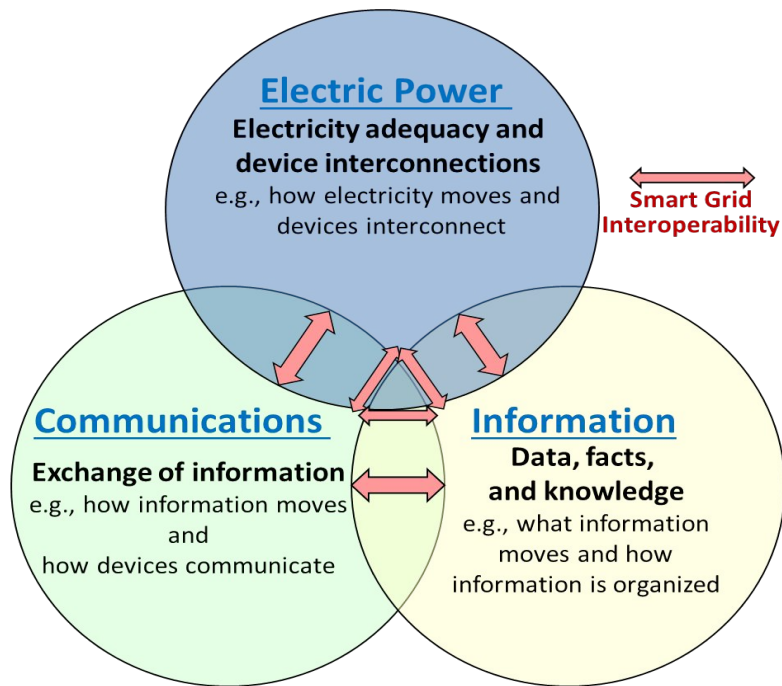 Electric Power
Electricity adequacy and
device interconnections
e.g., how electricity moves and
devices interconnect
Smart Grid
Interoperability
Communications
Exchange of information
e.g., how information moves
and
how devices communicate
Information
Data, facts,
and knowledge
e.g., what information
moves and how
information is organized